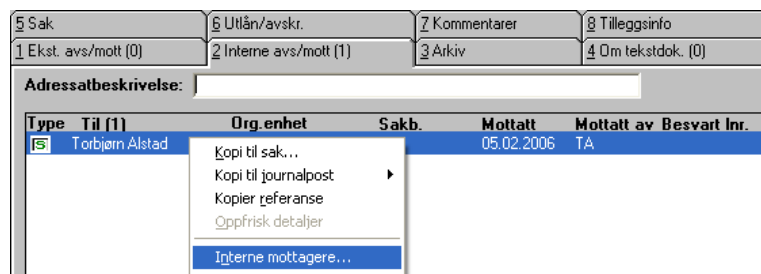 5 Sak 6 Utlån/avskr. 7 Kommentarer 8 Tilleggsinfo
1 Ekst. avs/mott (0) 2 Interne avs/mott (1) 3 Arkiv 4 Om tekstdok. (0)
Adressatbeskrivelse:
Type Til (1) Org.enhet Sakb. Mottatt Mottatt av Besvart lnr.
S Torbjørn Alstad 05.02.2006 TA
Kopi til sak...
Kopi til journalpost
Kopier referanse
Oppfrisk detaljer
Interne mottagere...